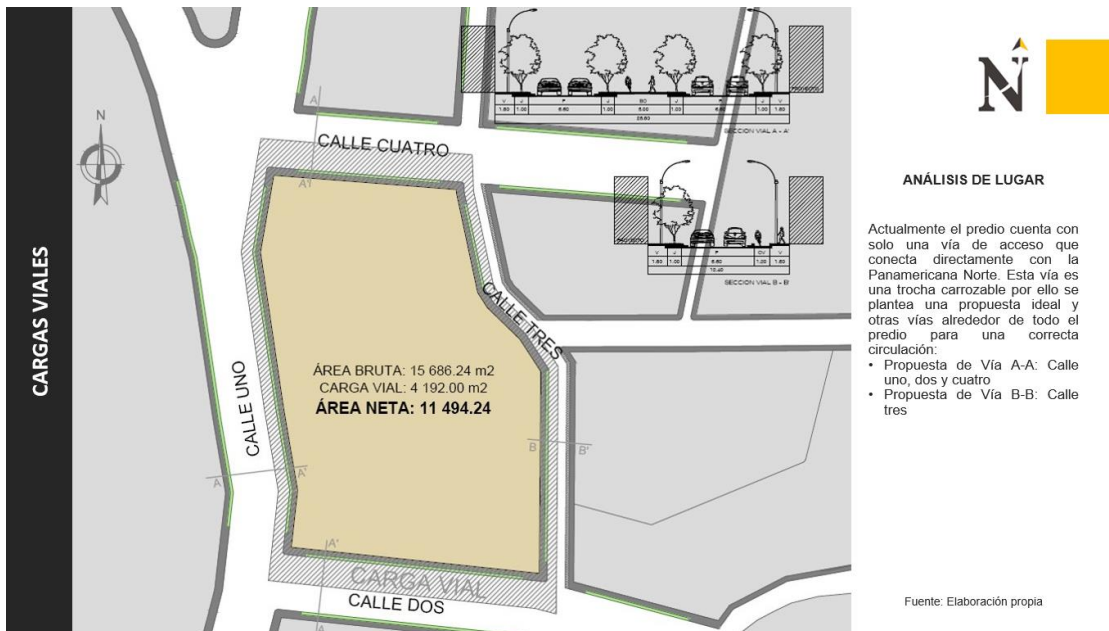 CARGAS VIALES
N
CALLE CUATRO
CALLE TRES
CALLE UNO
CALLE DOS
CARGA VIAL
ÁREA BRUTA: 15 686.24 m2
CARGA VIAL: 4 192.00 m2
ÁREA NETA: 11 494.24
A
A1
A
A'
B
B'
A'
A
SECCION VIAL A - A'
SECCION VIAL B - B'
N
ANÁLISIS DE LUGAR
Actualmente el predio cuenta con
solo una vía de acceso que
conecta directamente con la
Panamericana Norte. Esta vía es
una trocha carrozable por ello se
plantea una propuesta ideal y
otras vías alrededor de todo el
predio para una correcta
circulación:
• Propuesta de Vía A-A: Calle
uno, dos y cuatro
• Propuesta de Vía B-B: Calle
tres
Fuente: Elaboración propia